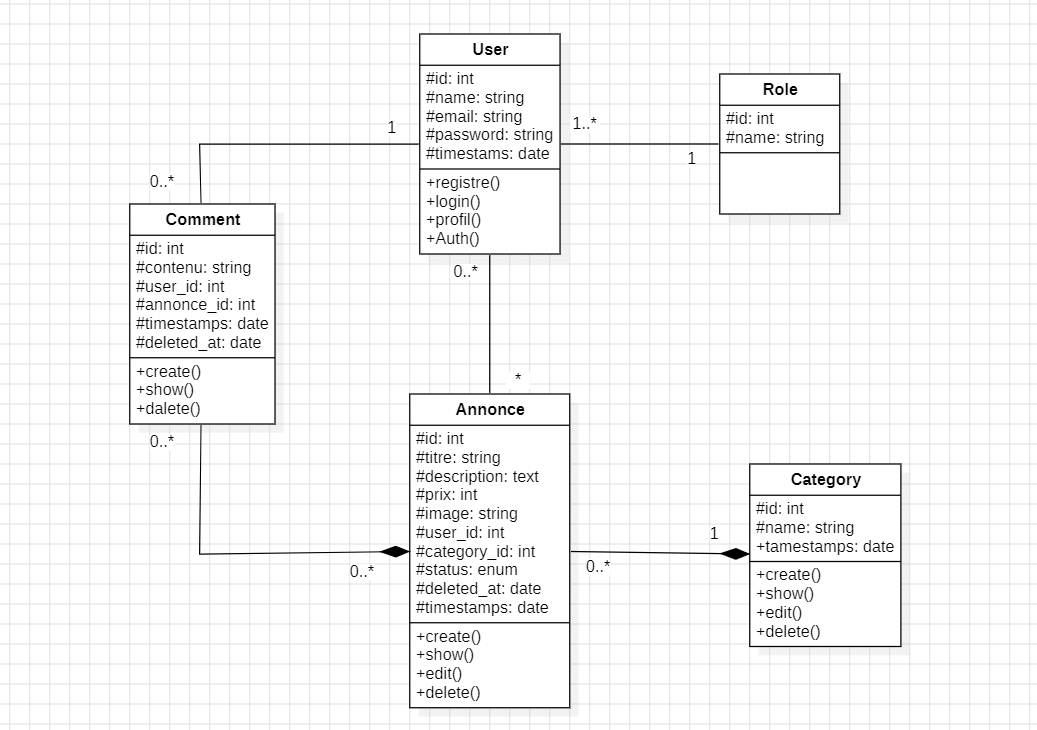 User
#id: int
#name: string
#email: string
#password: string
#timestams: date
+registre()
+login()
+profil()
+Auth()
1
1..*
1
Role
#id: int
#name: string
0..*
Comment
#id: int
#contenu: string
#user_id: int
#annonce_id: int
#timestamps: date
#deleted_at: date
+create()
+show()
+dalete()
0..*
0..*
*
Annonce
#id: int
#titre: string
#description: text
#prix: int
#image: string
#user_id: int
#category_id: int
#status: enum
#deleted_at: date
#timestamps: date
+create()
+show()
+edit()
+delete()
0..*
0..*
1
Category
#id: int
#name: string
+tamestamps: date
+create()
+show()
+edit()
+delete()